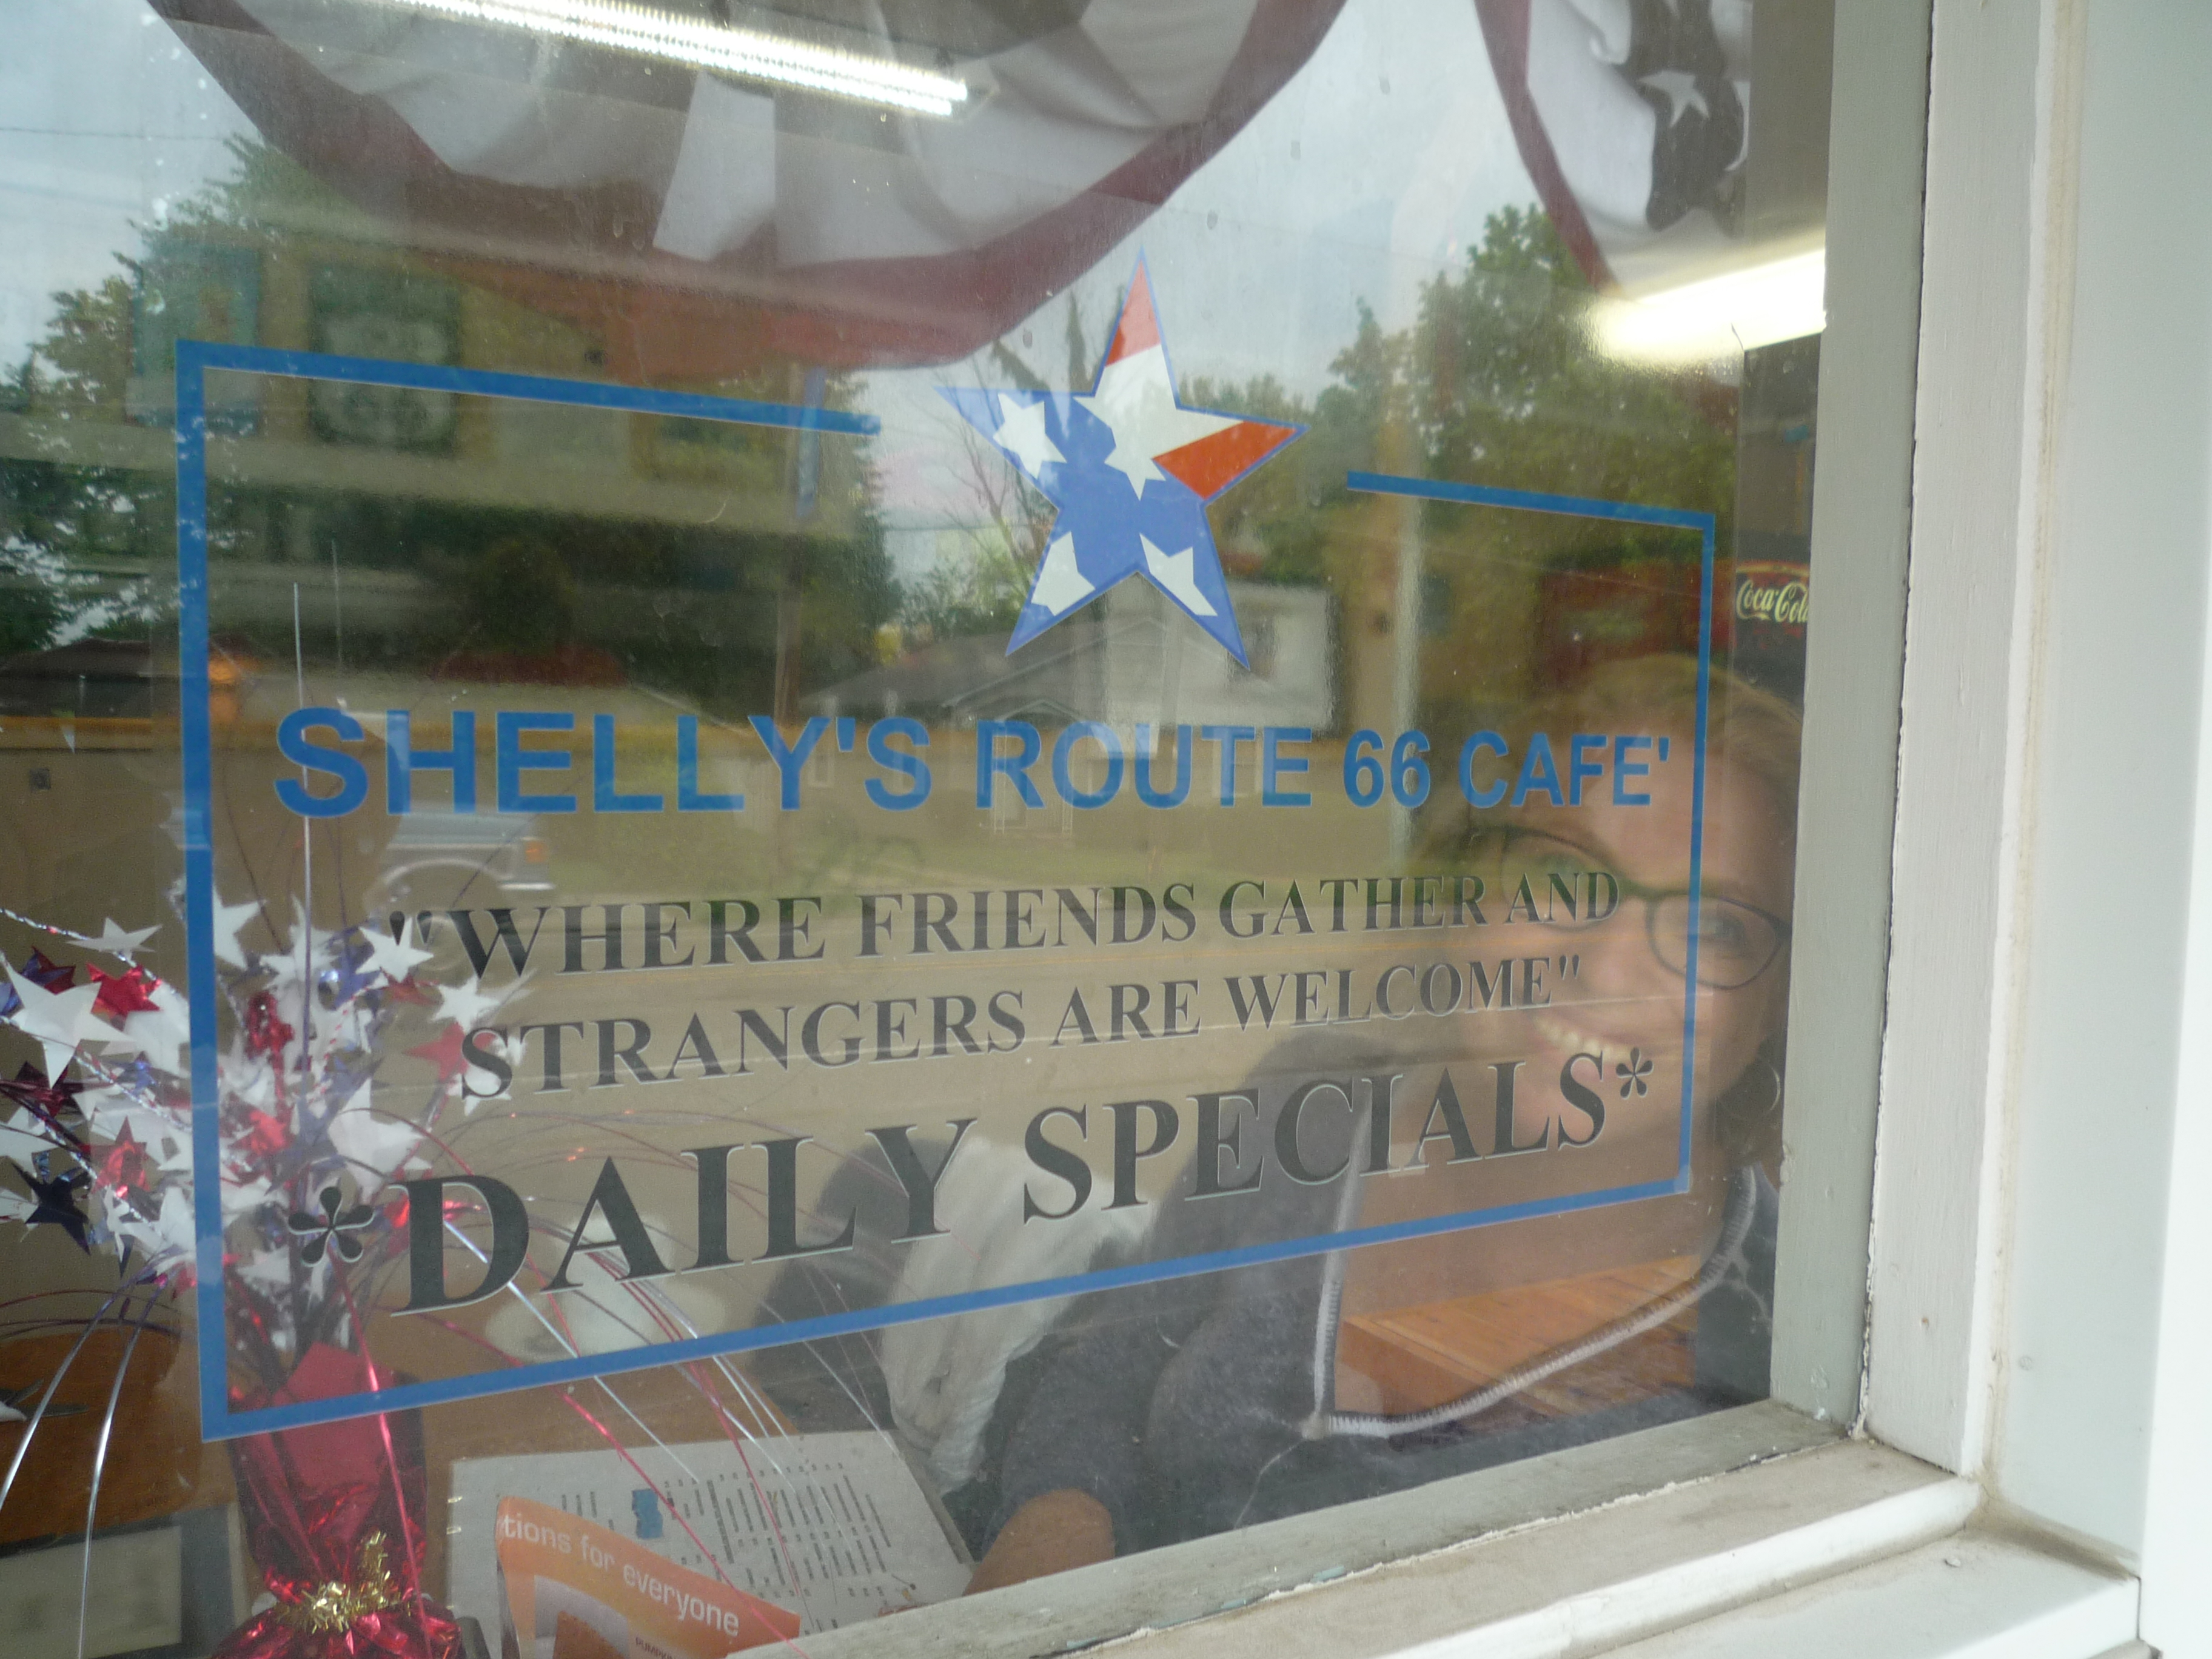 Coca-Cola
SHELLY'S ROUTE 66 CAFE'
"WHERE FRIENDS GATHER AND
STRANGERS ARE WELCOME"
*DAILY SPECIALS*
tions for everyone